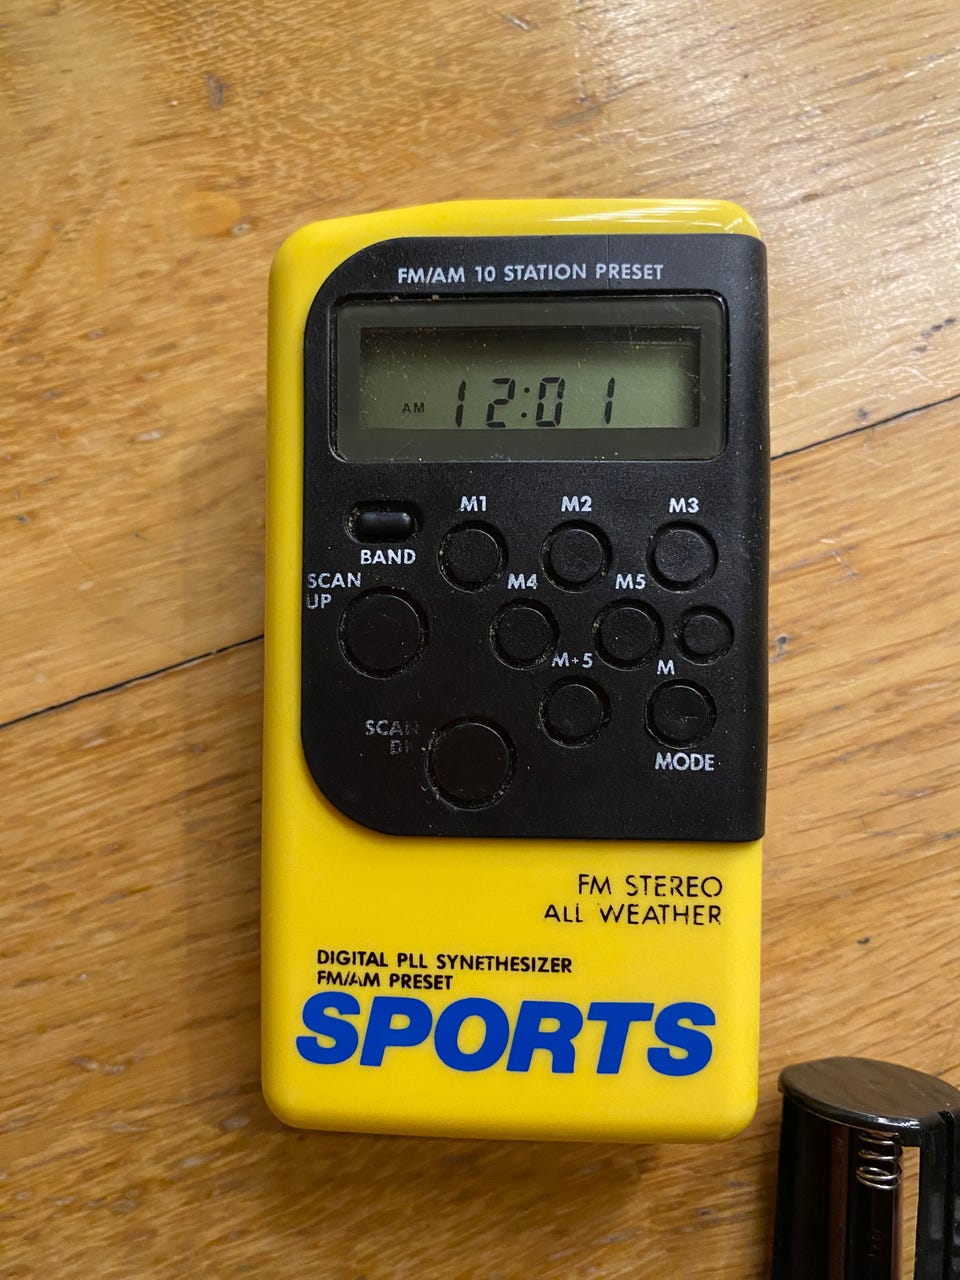 FM/AM 10 STATION PRESET
AM 12:01
M1 M2 M3
BAND
SCAN
UP
M4 M5
M+5 M
SCAN
MODE
FM STEREO
ALL WEATHER
DIGITAL PLL SYNETHESIZER
FM/AM PRESET
SPORTS